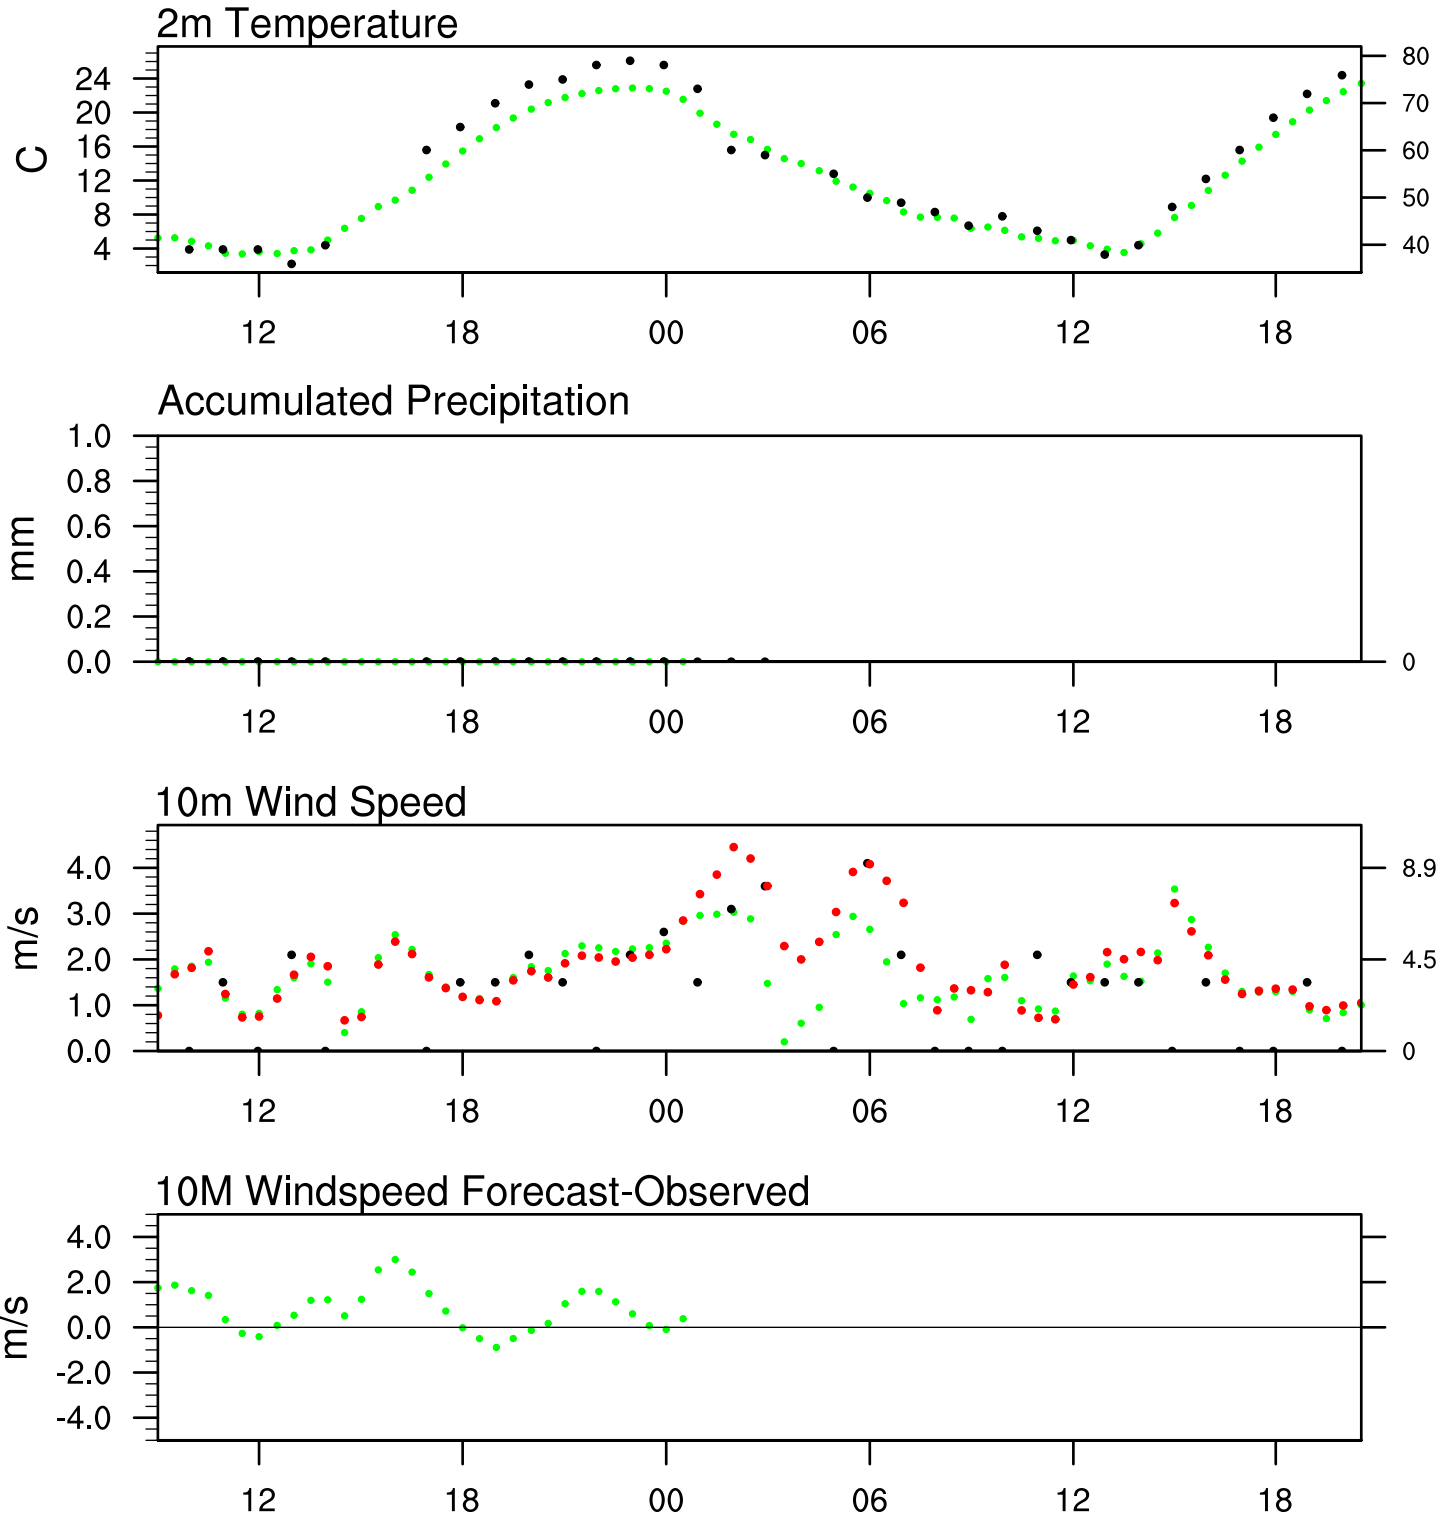 2m Temperature
C
24
20
16
12
8
4
80
70
60
50
40
12 18 00 06 12 18
Accumulated Precipitation
mm
1.0
0.8
0.6
0.4
0.2
0.0
0
12 18 00 06 12 18
10m Wind Speed
m/s
4.0
3.0
2.0
1.0
0.0
8.9
4.5
0
12 18 00 06 12 18
10M Windspeed Forecast-Observed
m/s
4.0
2.0
0.0
-2.0
-4.0
12 18 00 06 12 18